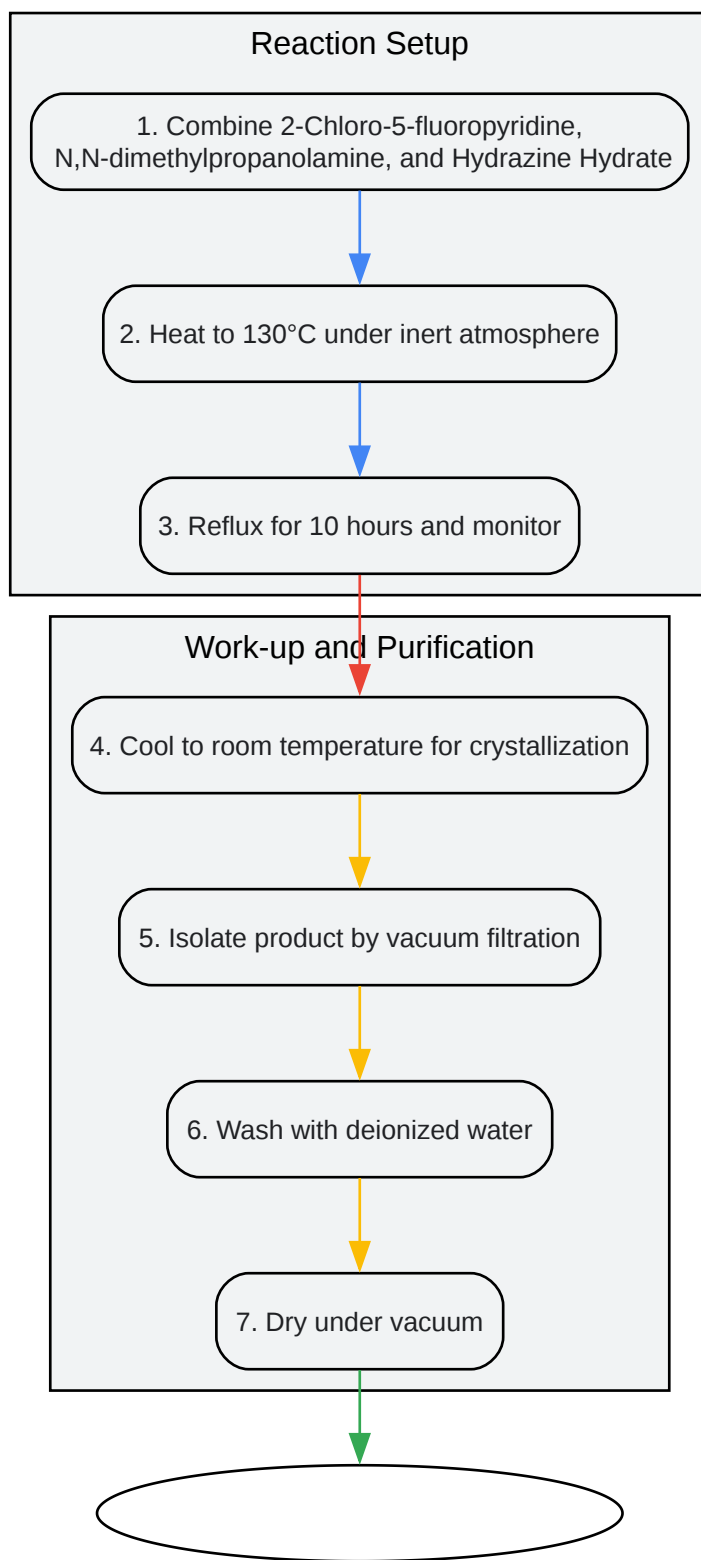 Reaction Setup
1. Combine 2-Chloro-5-fluoropyridine,
N,N-dimethylpropanolamine, and Hydrazine Hydrate
2. Heat to 130°C under inert atmosphere
3. Reflux for 10 hours and monitor
Work-up and Purification
4. Cool to room temperature for crystallization
5. Isolate product by vacuum filtration
6. Wash with deionized water
7. Dry under vacuum